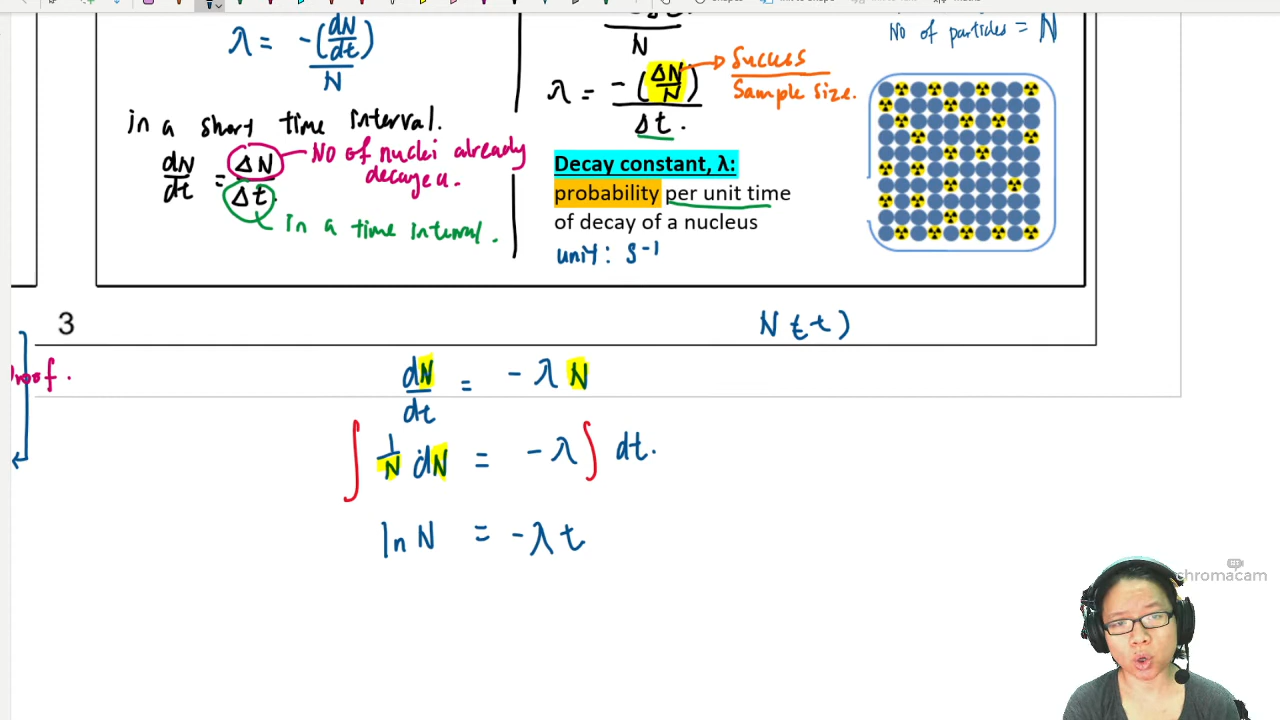 λ = -(dN/dt)/N
in a short time interval.
dN/dt = ΔN/Δt
No of nuclei already
decayed.
In a time interval.
N
λ = -(ΔN/N)/Δt.
Success
Sample size.
Decay constant, λ:
probability per unit time
of decay of a nucleus
unit: s-1
No of particles = N
3
N(t)
Proof.
dN/dt = -λN
∫ 1/N dN = -λ ∫ dt.
ln N = -λt
chromacam